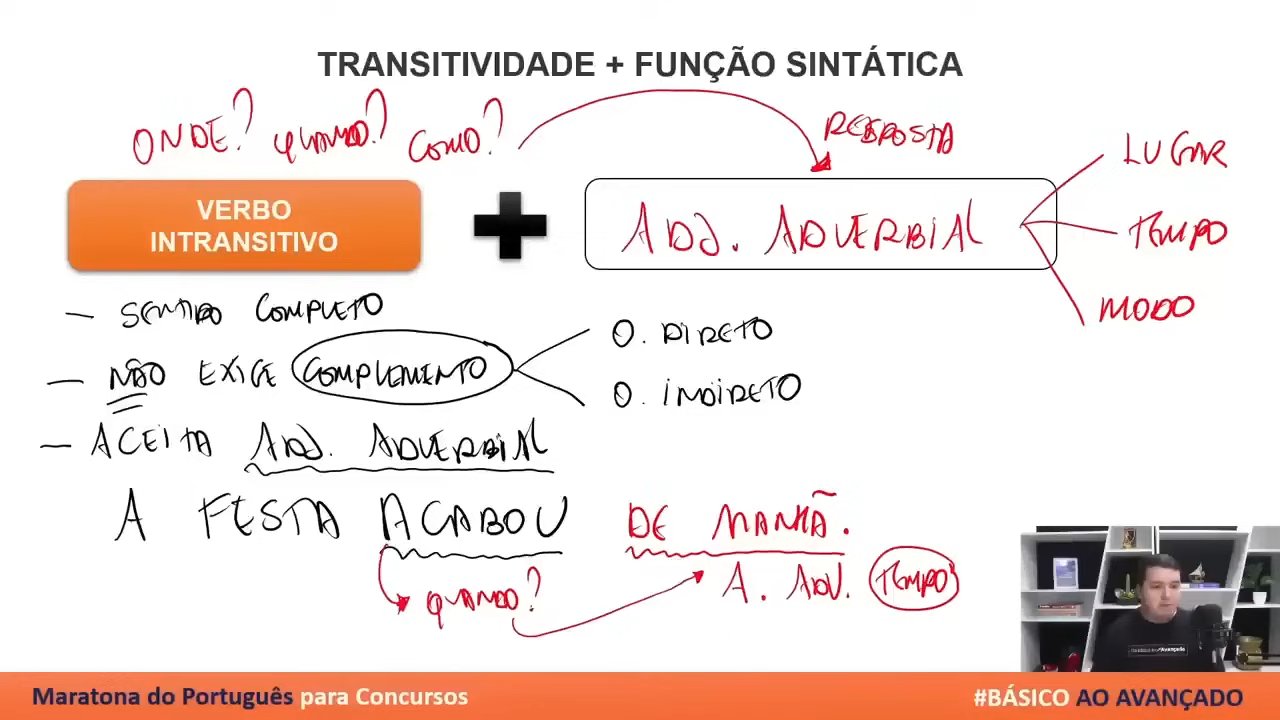 TRANSITIVIDADE + FUNÇÃO SINTÁTICA
ONDE? QUANDO? COMO?
RESPOSTA
LUGAR
VERBO
INTRANSITIVO
ADJ. ADVERBIAL
TEMPO
MODO
— SENTIDO COMPLETO
O. DIRETO
— NÃO EXIGE COMPLEMENTO
O. INDIRETO
— ACEITA ADJ. ADVERBIAL
A FESTA ACABOU DE MANHÃ.
QUANDO?
A. ADV. TEMPO
Maratona do Português para Concursos
#BÁSICO AO AVANÇADO